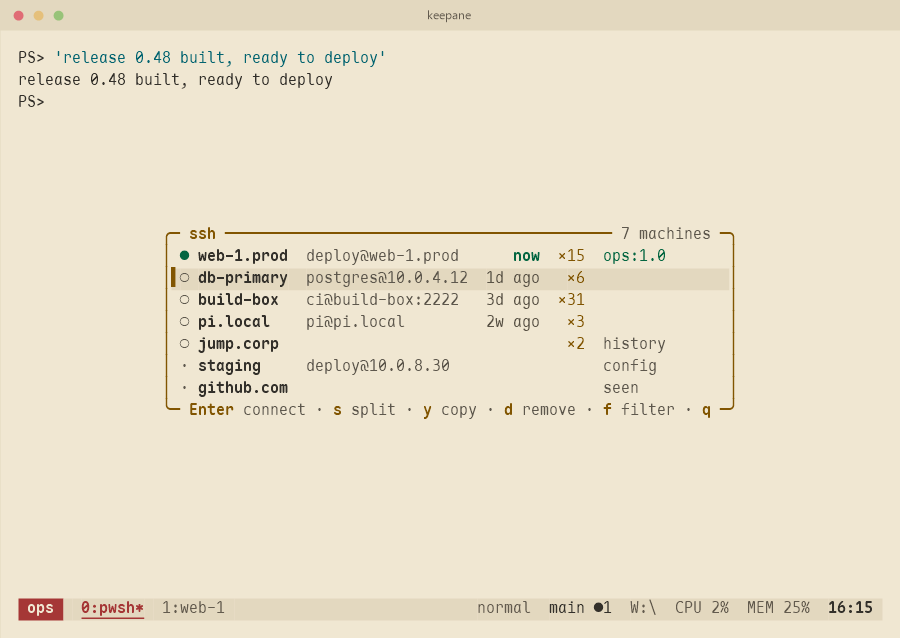 keepane
PS> 'release 0.48 built, ready to deploy'
release 0.48 built, ready to deploy
PS>
ssh 7 machines
● web-1.prod deploy@web-1.prod now ×15 ops:1.0
○ db-primary postgres@10.0.4.12 1d ago ×6
○ build-box ci@build-box:2222 3d ago ×31
○ pi.local pi@pi.local 2w ago ×3
○ jump.corp ×2 history
· staging deploy@10.0.8.30 config
· github.com seen
Enter connect · s split · y copy · d remove · f filter · q
ops 0:pwsh* 1:web-1 normal main ●1 W:\ CPU 2% MEM 25% 16:15